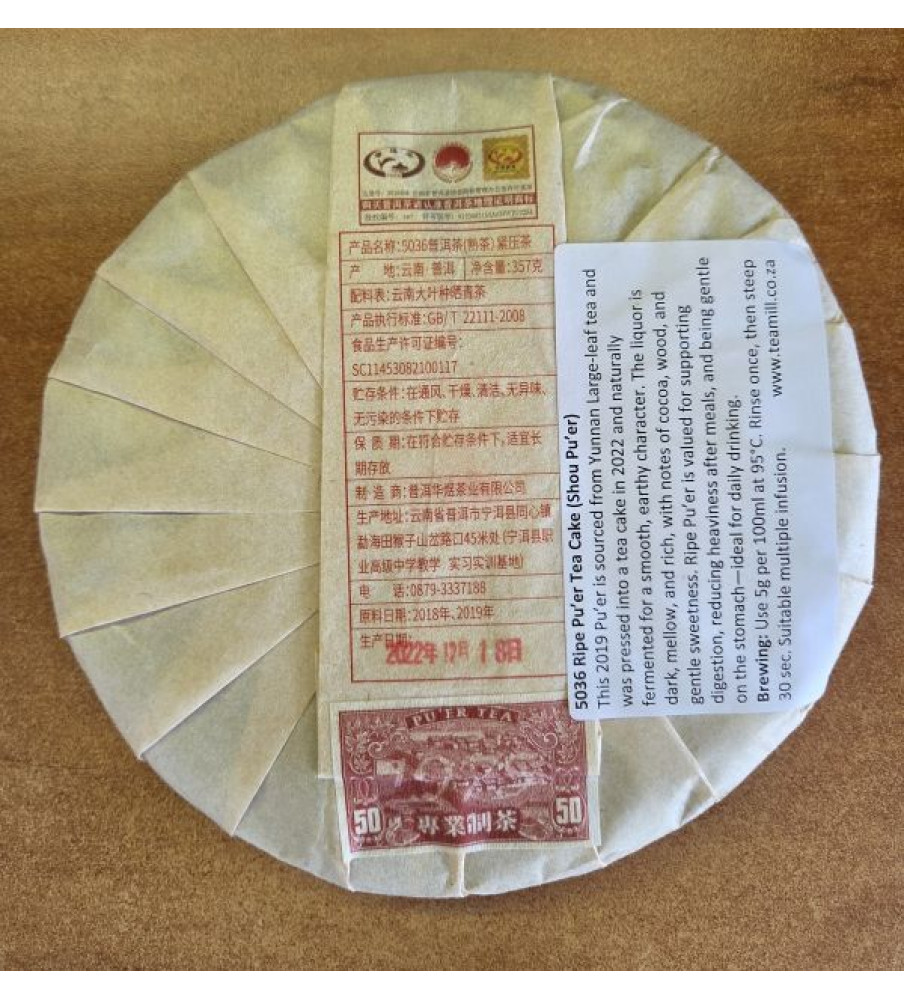 产品名称:5036普洱茶(熟茶)紧压茶
产 地:云南·普洱 净含量:357克
配料表:云南大叶种晒青茶
产品执行标准:GB/T 22111-2008
食品生产许可证编号:
SC11453082100117
贮存条件:在通风、干燥、清洁、无异味、
无污染的条件下贮存
保 质 期:在符合贮存条件下,适宜长
期存放
制 造 商:普洱华煜茶业有限公司
生产地址:云南省普洱市宁洱县同心镇
勐海田猴子山岔路口45米处(宁洱县职
业高级中学教学 实习实训基地)
电 话:0879-3337188
原料日期:2018年、2019年
生产日期:
2022年 12月 18日
PU'ER TEA
50 專業制茶 50
5036 Ripe Pu’er Tea Cake (Shou Pu’er)
This 2019 Pu’er is sourced from Yunnan Large-leaf tea and
was pressed into a tea cake in 2022 and naturally
fermented for a smooth, earthy character. The liquor is
dark, mellow, and rich, with notes of cocoa, wood, and
gentle sweetness. Ripe Pu’er is valued for supporting
digestion, reducing heaviness after meals, and being gentle
on the stomach—ideal for daily drinking.
Brewing: Use 5g per 100ml at 95°C. Rinse once, then steep
30 sec. Suitable multiple infusion. www.teamill.co.za